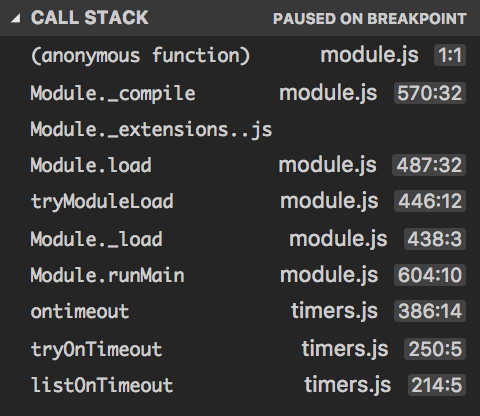 CALL STACK PAUSED ON BREAKPOINT
(anonymous function) module.js 1:1
Module._compile module.js 570:32
Module._extensions..js
Module.load module.js 487:32
tryModuleLoad module.js 446:12
Module._load module.js 438:3
Module.runMain module.js 604:10
ontimeout timers.js 386:14
tryOnTimeout timers.js 250:5
listOnTimeout timers.js 214:5